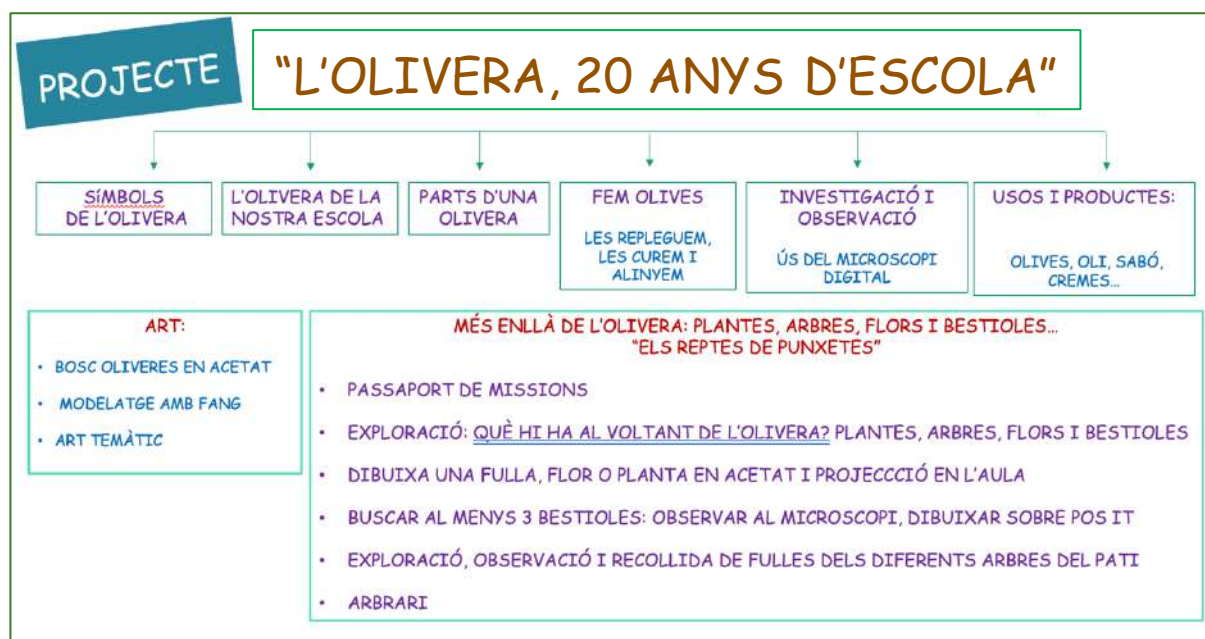 PROJECTE
“L’OLIVERA, 20 ANYS D’ESCOLA”
SíMBOLS
DE L’OLIVERA
L’OLIVERA DE LA
NOSTRA ESCOLA
PARTS D’UNA
OLIVERA
FEM OLIVES
LES REPLEGUEM,
LES CUREM I
ALINYEM
INVESTIGACIÓ I
OBSERVACIÓ
ÚS DEL MICROSCOPI
DIGITAL
USOS I PRODUCTES:
OLIVES, OLI, SABÓ,
CREMES…
ART:
• BOSC OLIVERES EN ACETAT
• MODELATGE AMB FANG
• ART TEMÀTIC
MÉS ENLLÀ DE L’OLIVERA: PLANTES, ARBRES, FLORS I BESTIOLES…
“ELS REPTES DE PUNXETES”
• PASSAPORT DE MISSIONS
• EXPLORACIÓ: QUÈ HI HA AL VOLTANT DE L’OLIVERA? PLANTES, ARBRES, FLORS I BESTIOLES
• DIBUIXA UNA FULLA, FLOR O PLANTA EN ACETAT I PROJECCCIÓ EN L’AULA
• BUSCAR AL MENYS 3 BESTIOLES: OBSERVAR AL MICROSCOPI, DIBUIXAR SOBRE POS IT
• EXPLORACIÓ, OBSERVACIÓ I RECOLLIDA DE FULLES DELS DIFERENTS ARBRES DEL PATI
• ARBRARI